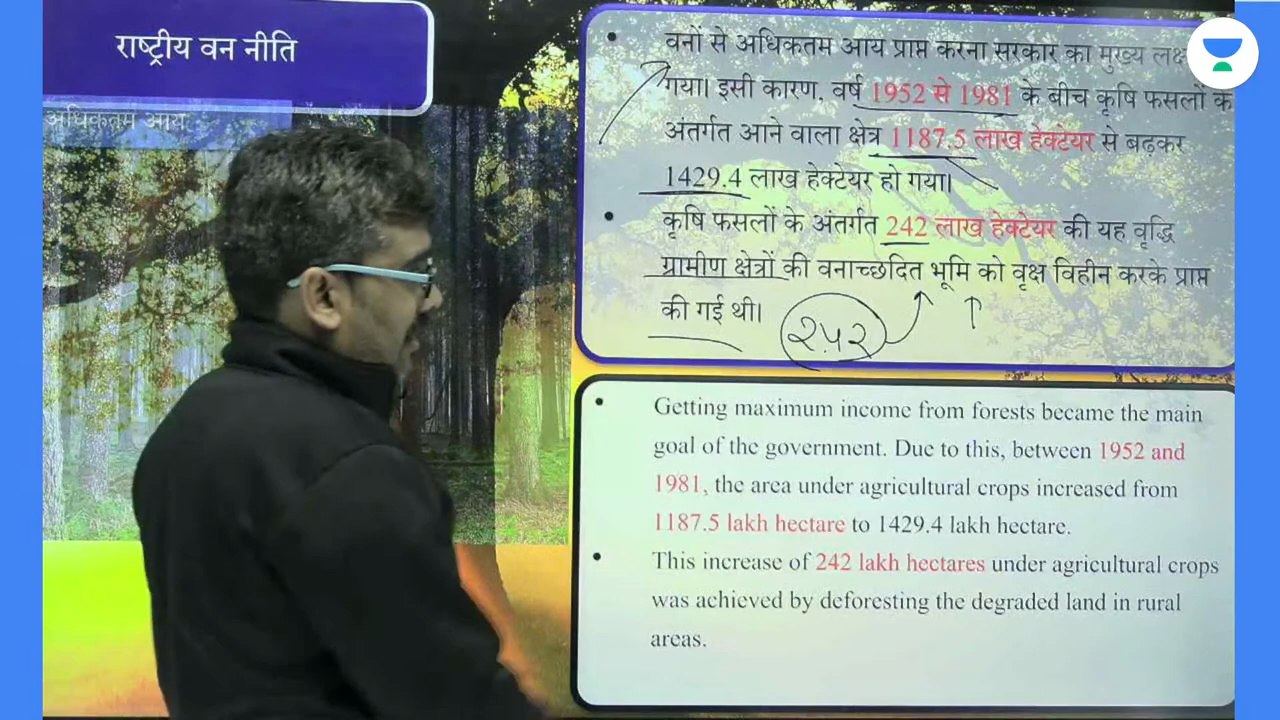 राष्ट्रीय वन नीति
अधिकतम आय
• वनों से अधिकतम आय प्राप्त करना सरकार का मुख्य लक्ष
गया। इसी कारण, वर्ष 1952 से 1981 के बीच कृषि फसलों के
अंतर्गत आने वाला क्षेत्र 1187.5 लाख हेक्टेयर से बढ़कर
1429.4 लाख हेक्टेयर हो गया।
• कृषि फसलों के अंतर्गत 242 लाख हेक्टेयर की यह वृद्धि
ग्रामीण क्षेत्रों की वनाच्छदित भूमि को वृक्ष विहीन करके प्राप्त
की गई थी।
२५२
• Getting maximum income from forests became the main
goal of the government. Due to this, between 1952 and
1981, the area under agricultural crops increased from
1187.5 lakh hectare to 1429.4 lakh hectare.
• This increase of 242 lakh hectares under agricultural crops
was achieved by deforesting the degraded land in rural
areas.